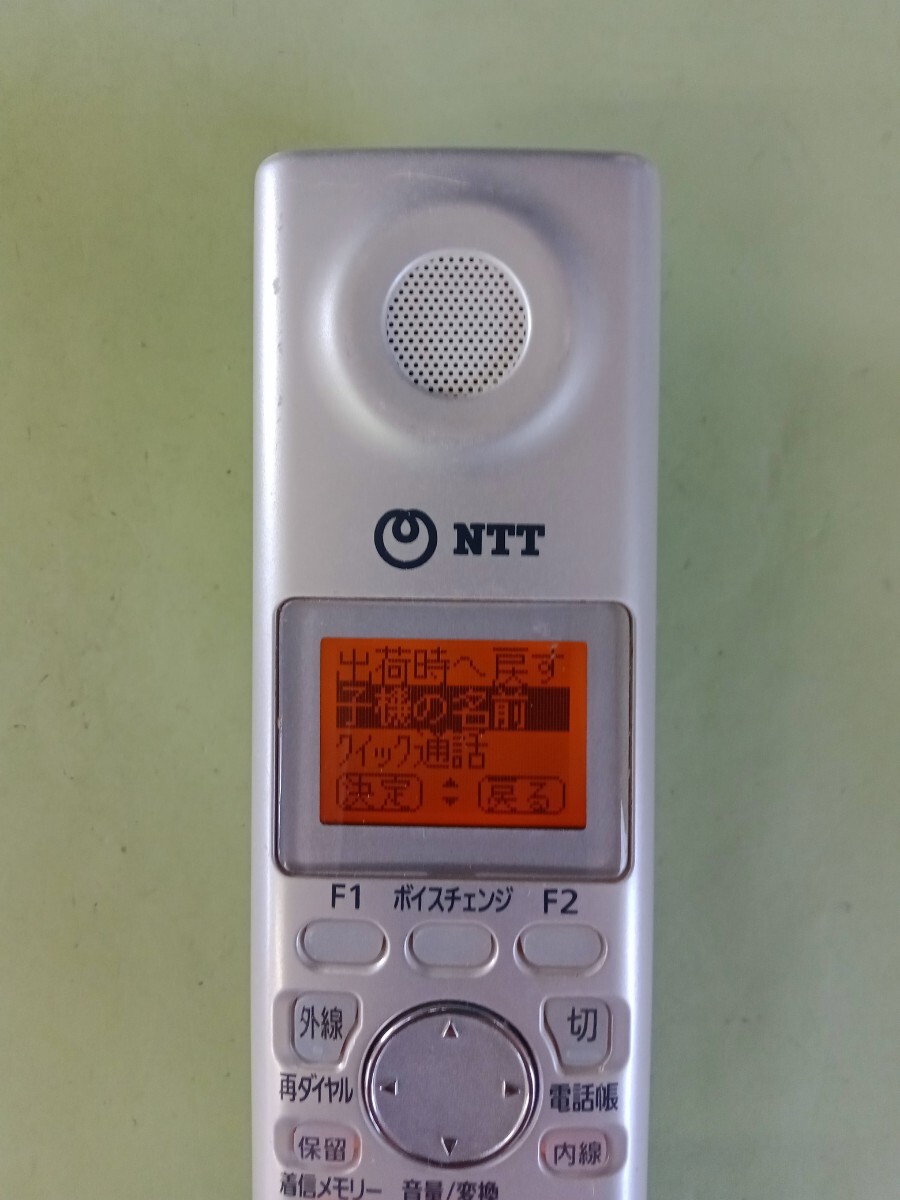 NTT
出荷時へ戻す
子機の名前
クイック通話
決定 戻る
F1 ボイスチェンジ F2
外線 切
再ダイヤル 電話帳
保留 内線
着信メモリー 音量/変換